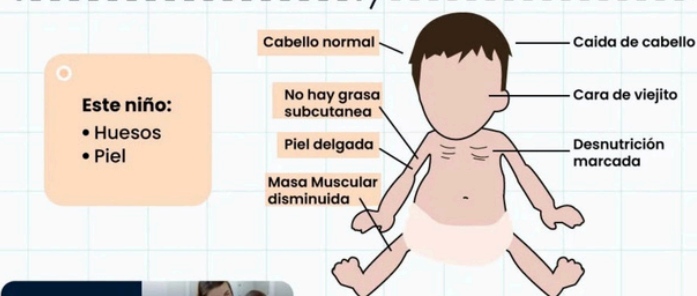 Este niño:
• Huesos
• Piel
Cabello normal
No hay grasa
subcutanea
Piel delgada
Masa Muscular
disminuida
Caida de cabello
Cara de viejito
Desnutrición
marcada